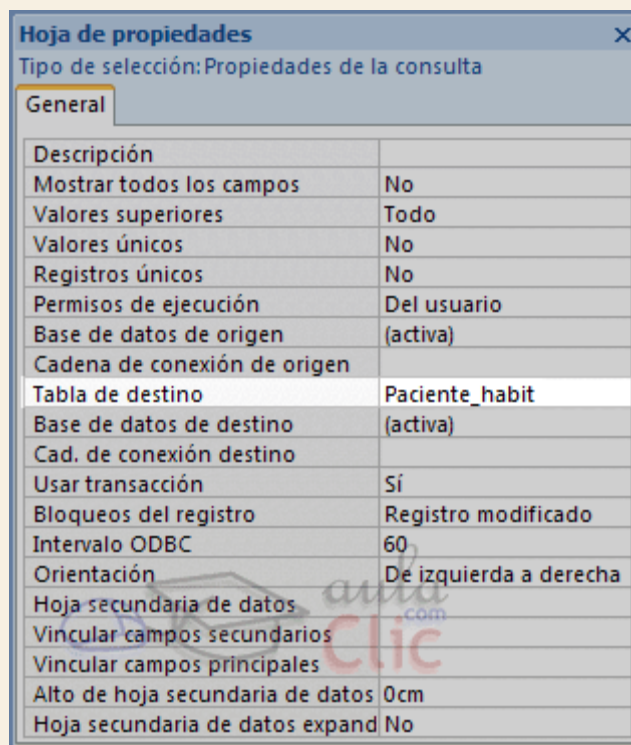 Hoja de propiedades
Tipo de selección: Propiedades de la consulta
General
Descripción
Mostrar todos los campos No
Valores superiores Todo
Valores únicos No
Registros únicos No
Permisos de ejecución Del usuario
Base de datos de origen (activa)
Cadena de conexión de origen
Tabla de destino Paciente_habit
Base de datos de destino (activa)
Cad. de conexión destino
Usar transacción Sí
Bloqueos del registro Registro modificado
Intervalo ODBC 60
Orientación De izquierda a derecha
Hoja secundaria de datos
Vincular campos secundarios
Vincular campos principales
Alto de hoja secundaria de datos 0cm
Hoja secundaria de datos expand No
aula
.com
Clic